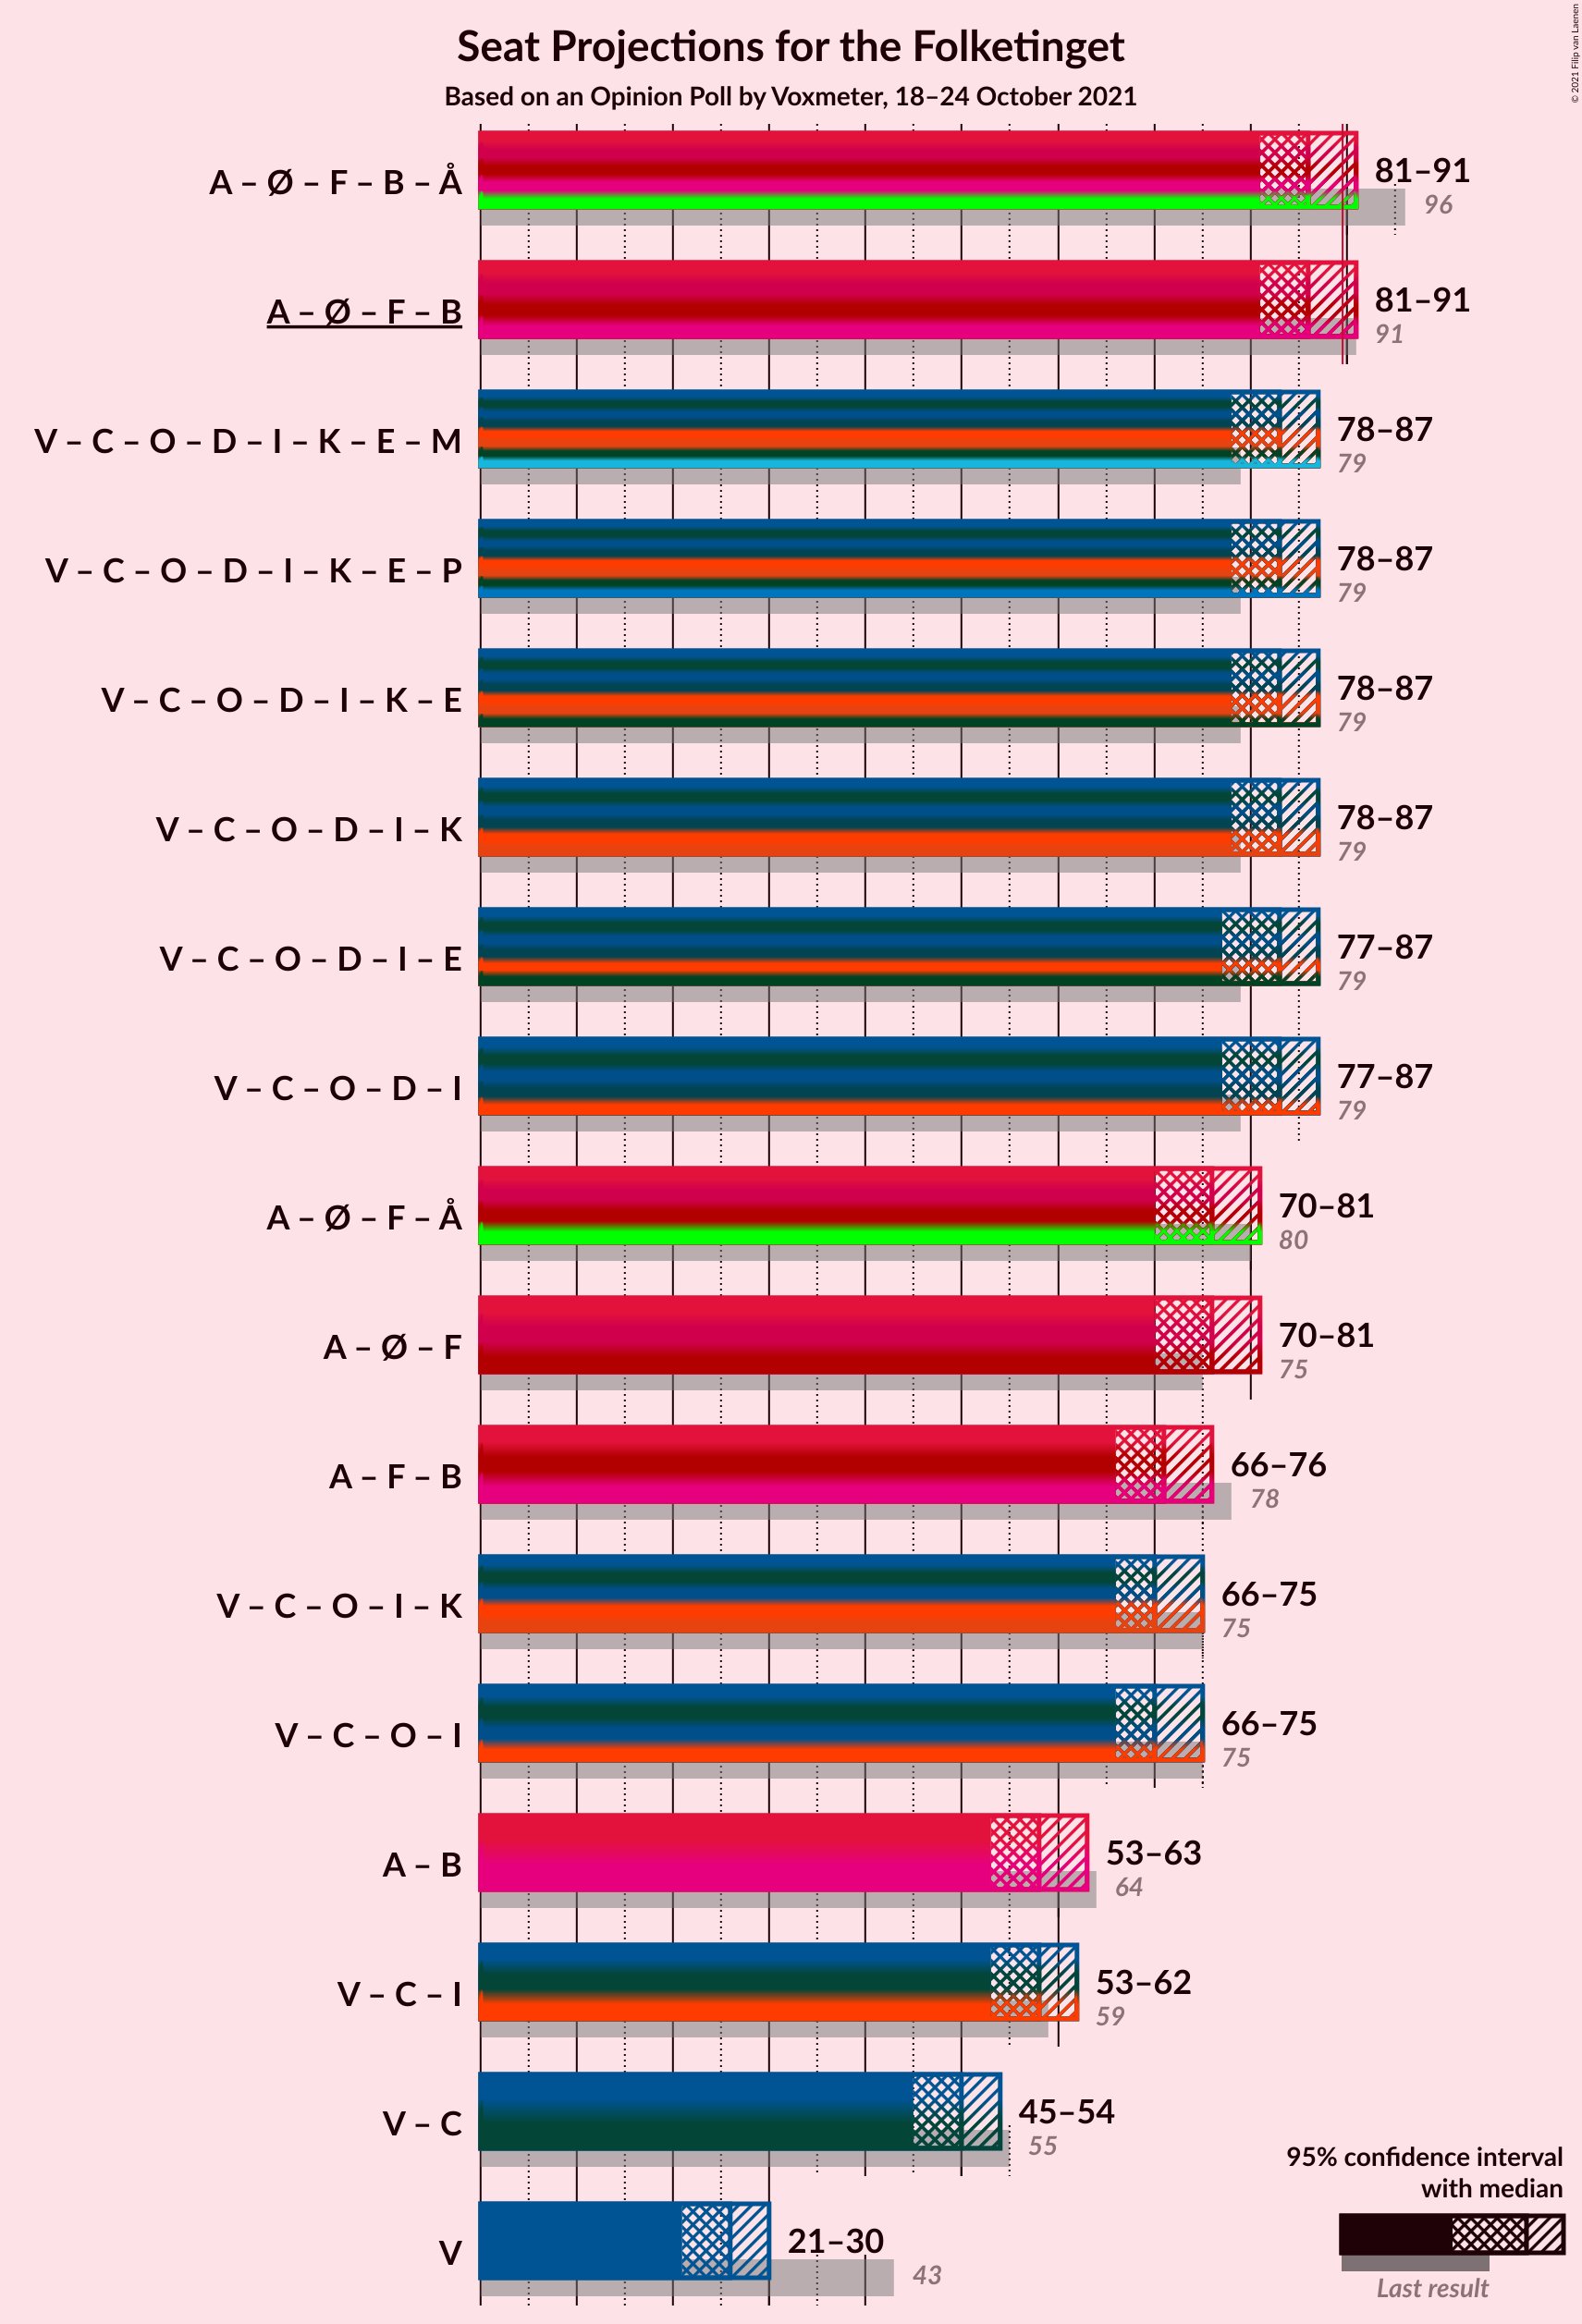 © 2021 Filip van Laenen
Seat Projections for the Folketinget
Based on an Opinion Poll by Voxmeter, 18–24 October 2021
A – Ø – F – B – Å
81–91
96
A – Ø – F – B
81–91
91
V – C – O – D – I – K – E – M
78–87
79
V – C – O – D – I – K – E – P
78–87
79
V – C – O – D – I – K – E
78–87
79
V – C – O – D – I – K
78–87
79
V – C – O – D – I – E
77–87
79
V – C – O – D – I
77–87
79
A – Ø – F – Å
70–81
80
A – Ø – F
70–81
75
A – F – B
66–76
78
V – C – O – I – K
66–75
75
V – C – O – I
66–75
75
A – B
53–63
64
V – C – I
53–62
59
V – C
45–54
55
V
21–30
43
95% confidence interval
with median
Last result